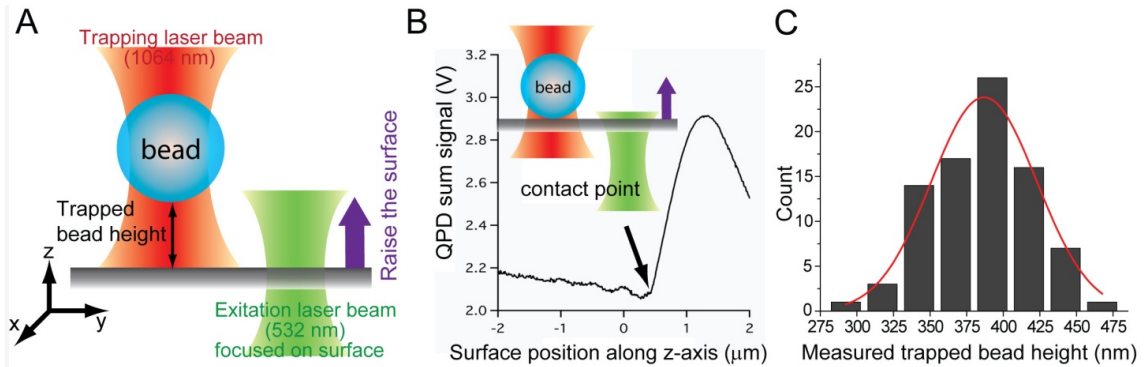 A
Trapping laser beam
(1064 nm)
bead
Trapped
bead height
Raise the surface
z
x
y
Exitation laser beam
(532 nm)
focused on surface
B
QPD sum signal (V)
3.2
3.0
2.8
2.6
2.4
2.2
2.0
bead
contact point
-2
-1
0
1
2
Surface position along z-axis (μm)
C
Count
25
20
15
10
5
0
275
300
325
350
375
400
425
450
475
Measured trapped bead height (nm)